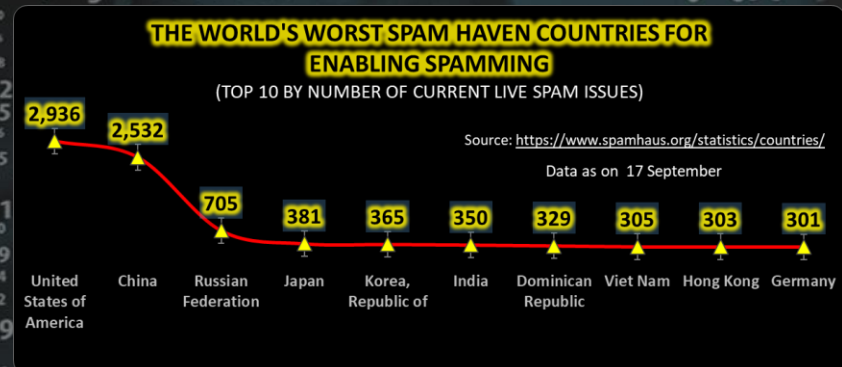 THE WORLD'S WORST SPAM HAVEN COUNTRIES FOR
ENABLING SPAMMING
(TOP 10 BY NUMBER OF CURRENT LIVE SPAM ISSUES)
Source: https://www.spamhaus.org/statistics/countries/
Data as on 17 September
2,936
2,532
705
381
365
350
329
305
303
301
United
States of
America
China
Russian
Federation
Japan
Korea,
Republic of
India
Dominican
Republic
Viet Nam
Hong Kong
Germany